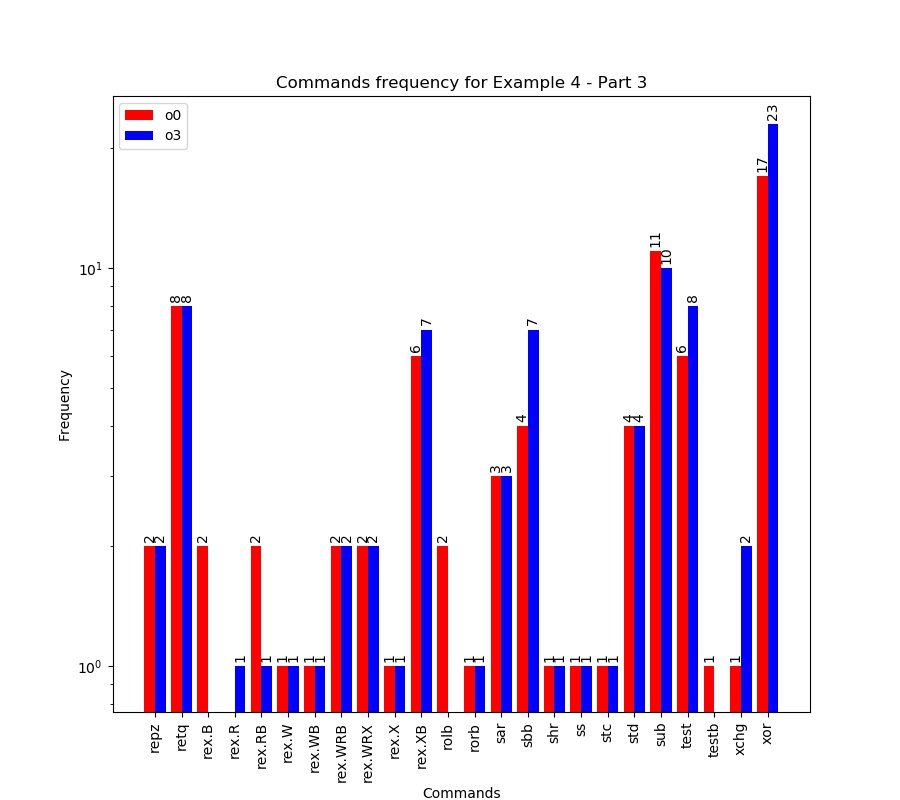 Commands frequency for Example 4 - Part 3
o0
o3
23
17
11
10
8 8 8
7 7
6 6
4 4 4
3 3
2 2 2 2 2 2 2 2 2 2
1 1 1 1 1 1 1 1 1 1 1 1 1 1 1 1 1 1 1 1
10¹
10⁰
Frequency
repz retq rex.B rex.R rex.RB rex.W rex.WB rex.WRB rex.WRX rex.X rex.XB rolb rorb sar sbb shr ss stc std sub test testb xchg xor
Commands